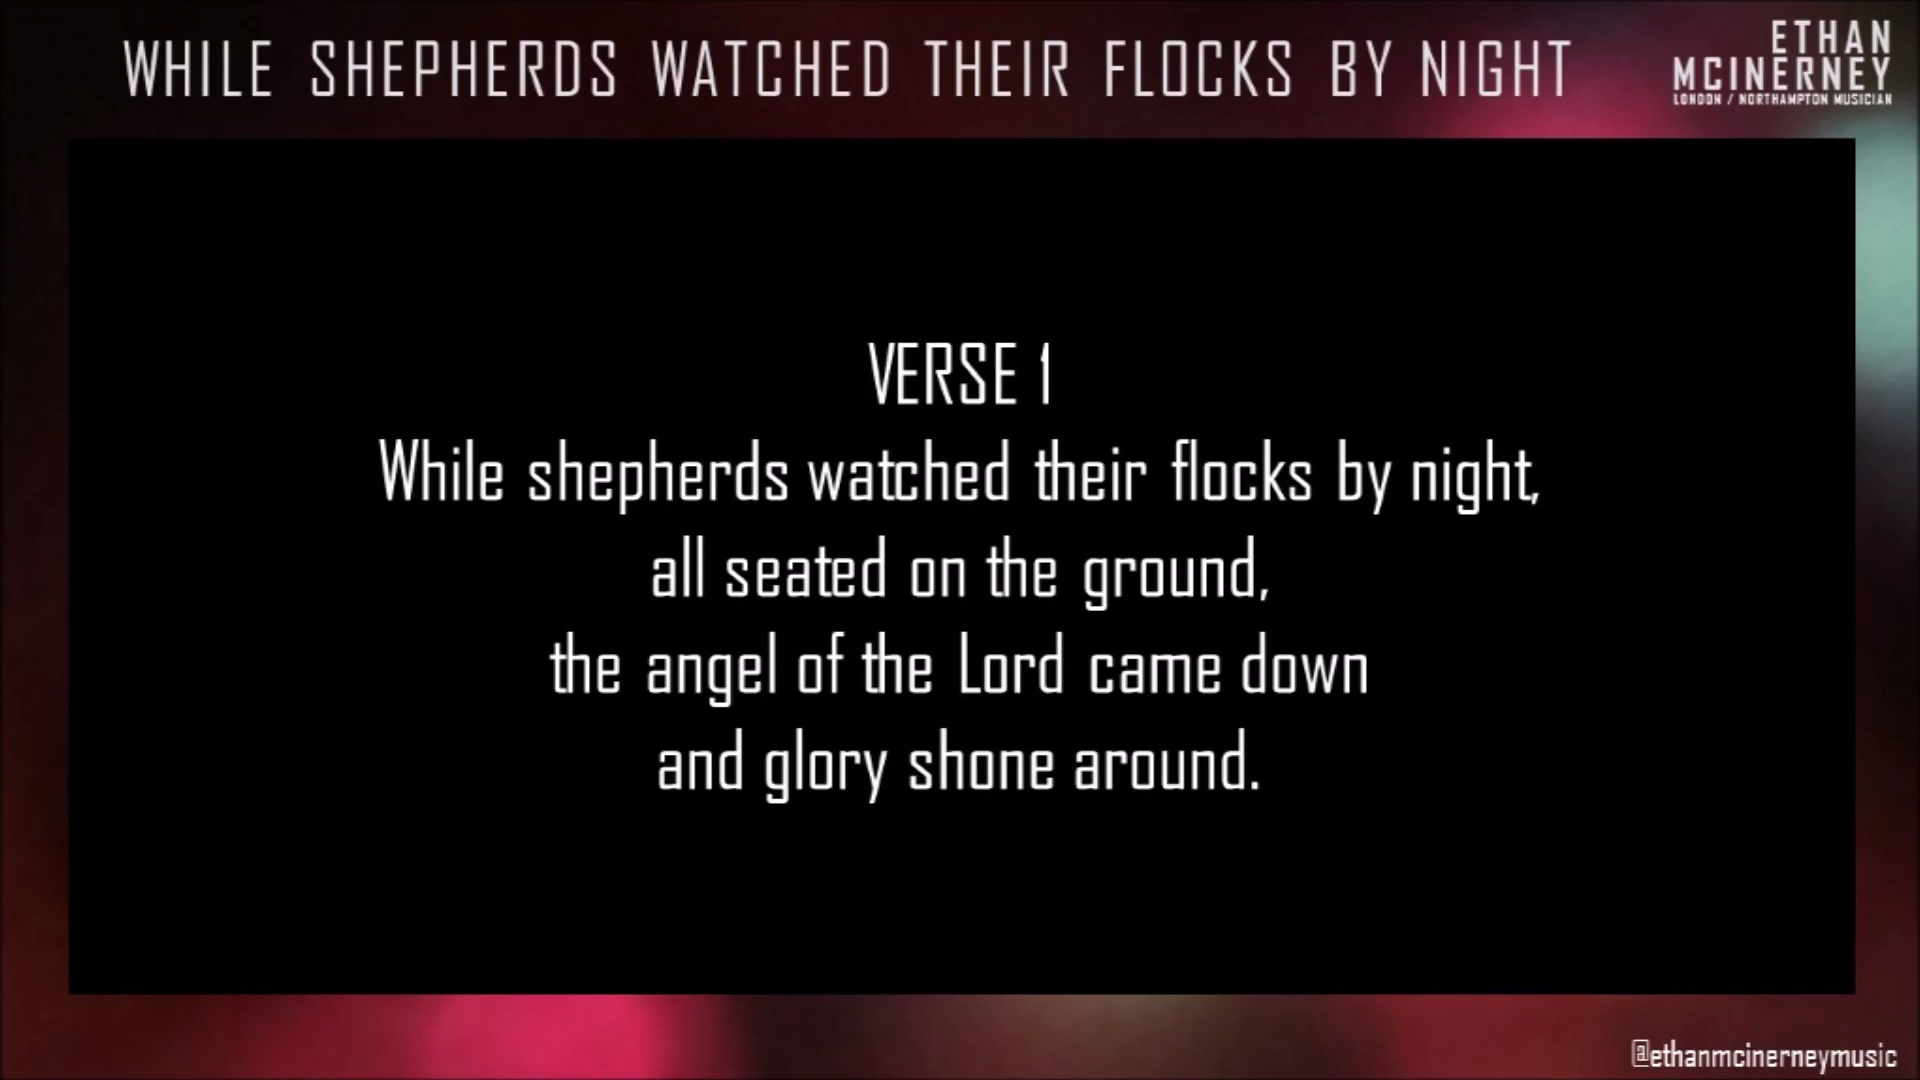 WHILE SHEPHERDS WATCHED THEIR FLOCKS BY NIGHT
ETHAN
MCINERNEY
LONDON / NORTHAMPTON MUSICIAN
VERSE 1
While shepherds watched their flocks by night,
all seated on the ground,
the angel of the Lord came down
and glory shone around.
@ethanmcinerneymusic